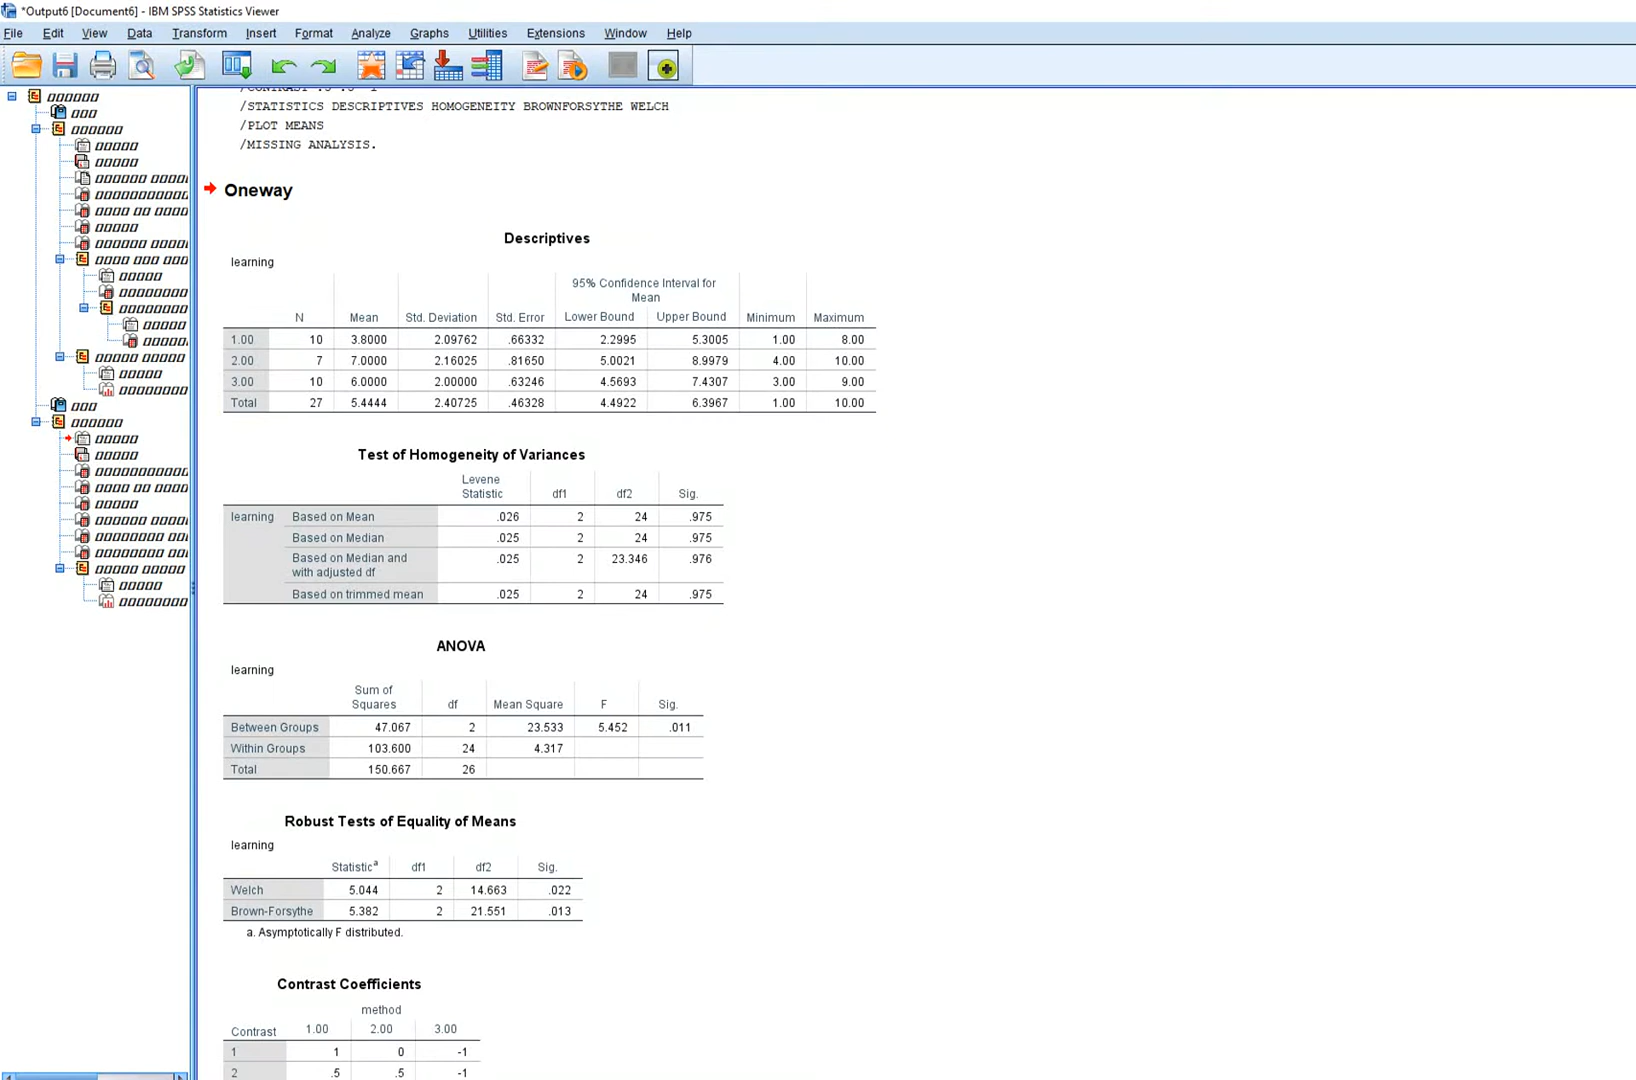 *Output6 [Document6] - IBM SPSS Statistics Viewer
File Edit View Data Transform Insert Format Analyze Graphs Utilities Extensions Window Help
/STATISTICS DESCRIPTIVES HOMOGENEITY BROWNFORSYTHE WELCH
/PLOT MEANS
/MISSING ANALYSIS.
Oneway
Descriptives
learning
95% Confidence Interval for
Mean
N Mean Std. Deviation Std. Error Lower Bound Upper Bound Minimum Maximum
1.00 10 3.8000 2.09762 .66332 2.2995 5.3005 1.00 8.00
2.00 7 7.0000 2.16025 .81650 5.0021 8.9979 4.00 10.00
3.00 10 6.0000 2.00000 .63246 4.5693 7.4307 3.00 9.00
Total 27 5.4444 2.40725 .46328 4.4922 6.3967 1.00 10.00
Test of Homogeneity of Variances
Levene
Statistic df1 df2 Sig.
learning Based on Mean .026 2 24 .975
Based on Median .025 2 24 .975
Based on Median and
with adjusted df .025 2 23.346 .976
Based on trimmed mean .025 2 24 .975
ANOVA
learning
Sum of
Squares df Mean Square F Sig.
Between Groups 47.067 2 23.533 5.452 .011
Within Groups 103.600 24 4.317
Total 150.667 26
Robust Tests of Equality of Means
learning
Statistic^a df1 df2 Sig.
Welch 5.044 2 14.663 .022
Brown-Forsythe 5.382 2 21.551 .013
a. Asymptotically F distributed.
Contrast Coefficients
method
Contrast 1.00 2.00 3.00
1 1 0 -1
2 .5 .5 -1